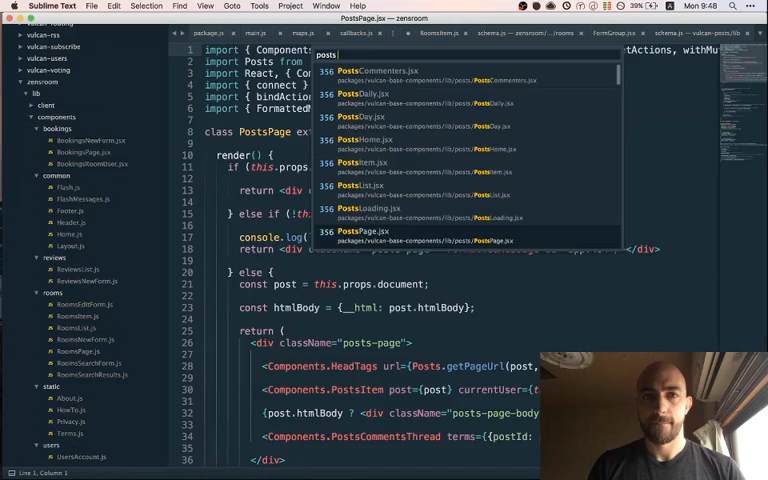 Sublime Text File Edit Selection Find View Goto Tools Project Window Help 39% Mon 9:48
PostsPage.jsx — zensroom
package.js main.js maps.js callbacks.js RoomsItem.js schema.js — zensroom/.../rooms FormGroup.jsx schema.js — vulcan-posts/lib
vulcan-rss
vulcan-subscribe
vulcan-users
vulcan-voting
zensroom
lib
client
components
bookings
BookingsNewForm.jsx
BookingsPage.jsx
BookingsRoomUser.jsx
common
Flash.js
FlashMessages.js
Footer.js
Header.js
Home.js
Layout.js
reviews
ReviewsList.js
ReviewsNewForm.js
rooms
RoomsEditForm.js
RoomsItem.js
RoomsList.js
RoomsNewForm.js
RoomsPage.js
RoomsSearchForm.js
RoomsSearchResults.js
static
About.js
HowTo.js
Privacy.js
Terms.js
users
UsersAccount.js
posts
356 PostsCommenters.jsx
packages/vulcan-base-components/lib/posts/PostsCommenters.jsx
356 PostsDaily.jsx
packages/vulcan-base-components/lib/posts/PostsDaily.jsx
356 PostsDay.jsx
packages/vulcan-base-components/lib/posts/PostsDay.jsx
356 PostsHome.jsx
packages/vulcan-base-components/lib/posts/PostsHome.jsx
356 PostsItem.jsx
packages/vulcan-base-components/lib/posts/PostsItem.jsx
356 PostsList.jsx
packages/vulcan-base-components/lib/posts/PostsList.jsx
356 PostsLoading.jsx
packages/vulcan-base-components/lib/posts/PostsLoading.jsx
356 PostsPage.jsx
packages/vulcan-base-components/lib/posts/PostsPage.jsx
1 import { Components
2 import Posts from
3 import React, {
4 import { connect }
5 import { bindAction
6 import {
8 class PostsPage
10 render() {
11 if (this.props
13 return <div
15 } else if
17 console.log(
18 return <div </div>
20 } else {
21 const post = this.props.document;
23 const htmlBody = {__html: post.htmlBody};
25 return (
26 <div className="posts-page">
28 <Components.HeadTags url={Posts.getPageUrl(post,
30 <Components.PostsItem post={post} currentUser=
32 {post.htmlBody ? <div className="posts-page-body
34 <Components.PostsCommentsThread terms={{postId:
36 </div>
Line 1, Column 1